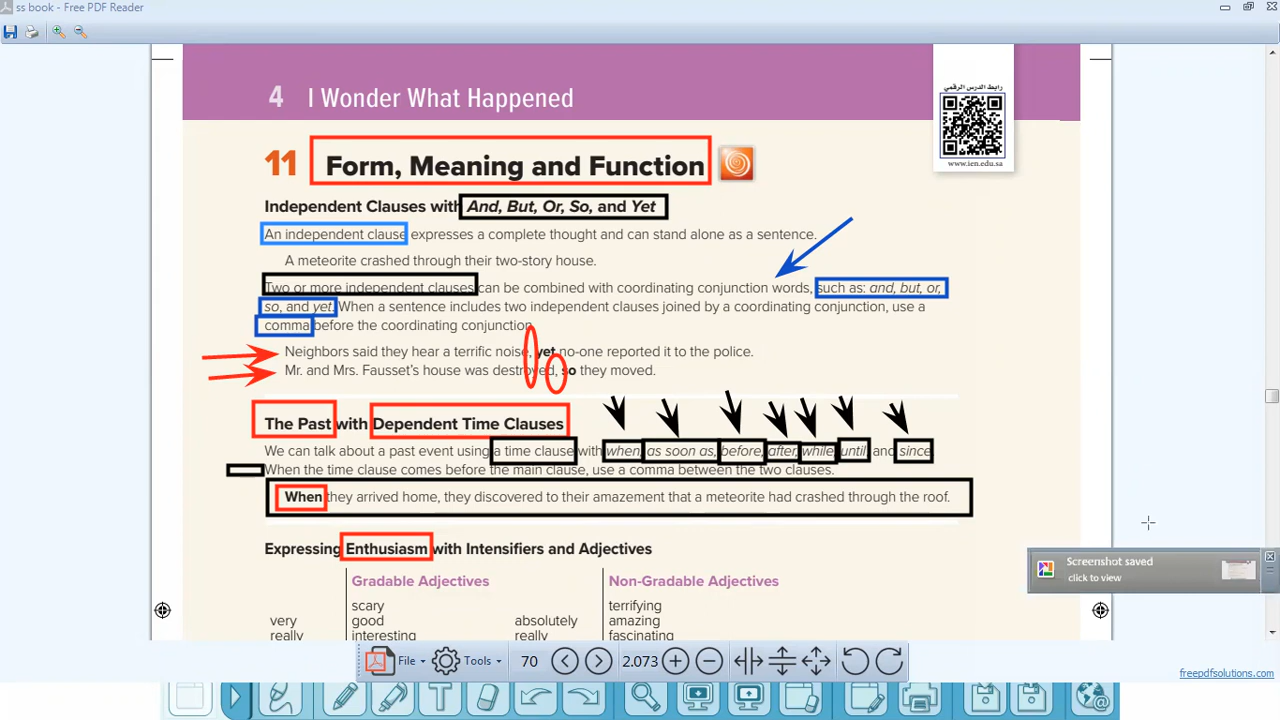 ss book - Free PDF Reader
4 I Wonder What Happened
رابط الدرس الرقمي
www.ien.edu.sa
11 Form, Meaning and Function
Independent Clauses with And, But, Or, So, and Yet
An independent clause expresses a complete thought and can stand alone as a sentence.
A meteorite crashed through their two-story house.
Two or more independent clauses can be combined with coordinating conjunction words, such as: and, but, or,
so, and yet. When a sentence includes two independent clauses joined by a coordinating conjunction, use a
comma before the coordinating conjunction.
Neighbors said they hear a terrific noise, yet no-one reported it to the police.
Mr. and Mrs. Fausset's house was destroyed, so they moved.
The Past with Dependent Time Clauses
We can talk about a past event using a time clause with when, as soon as, before, after, while, until and since.
When the time clause comes before the main clause, use a comma between the two clauses.
When they arrived home, they discovered to their amazement that a meteorite had crashed through the roof.
Expressing Enthusiasm with Intensifiers and Adjectives
Gradable Adjectives Non-Gradable Adjectives
scary terrifying
very good absolutely amazing
really interesting really fascinating
Screenshot saved
click to view
File Tools 70 2.073
freepdfsolutions.com